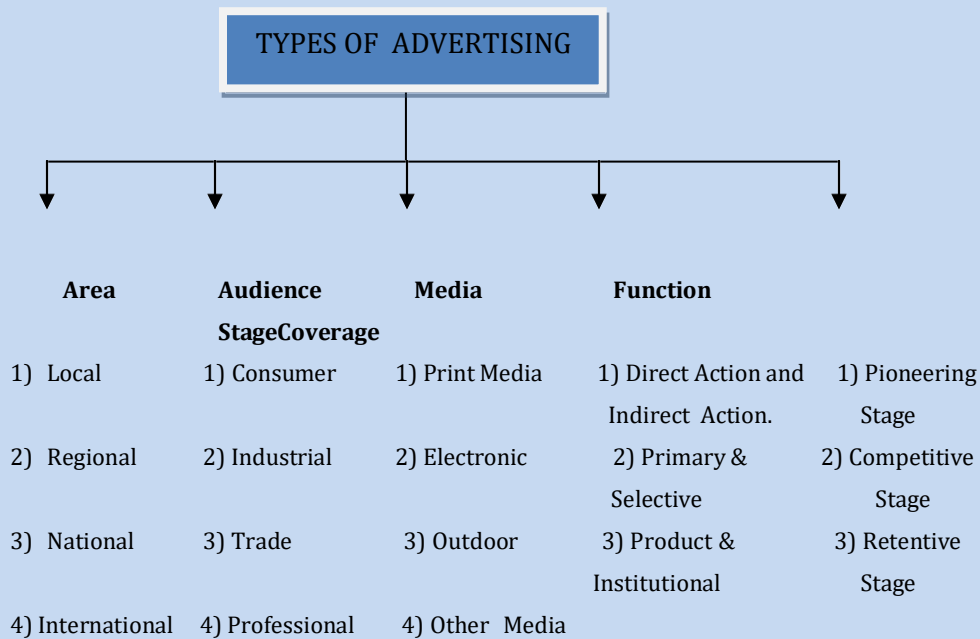 TYPES OF ADVERTISING
Area Audience Media Function
StageCoverage
1) Local 1) Consumer 1) Print Media 1) Direct Action and 1) Pioneering
Indirect Action. Stage
2) Regional 2) Industrial 2) Electronic 2) Primary & 2) Competitive
Selective Stage
3) National 3) Trade 3) Outdoor 3) Product & 3) Retentive
Institutional Stage
4) International 4) Professional 4) Other Media